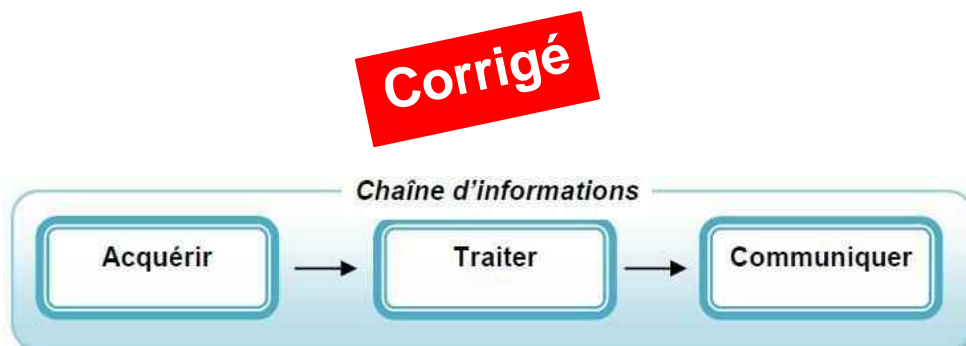 Corrigé
Chaîne d'informations
Acquérir
Traiter
Communiquer